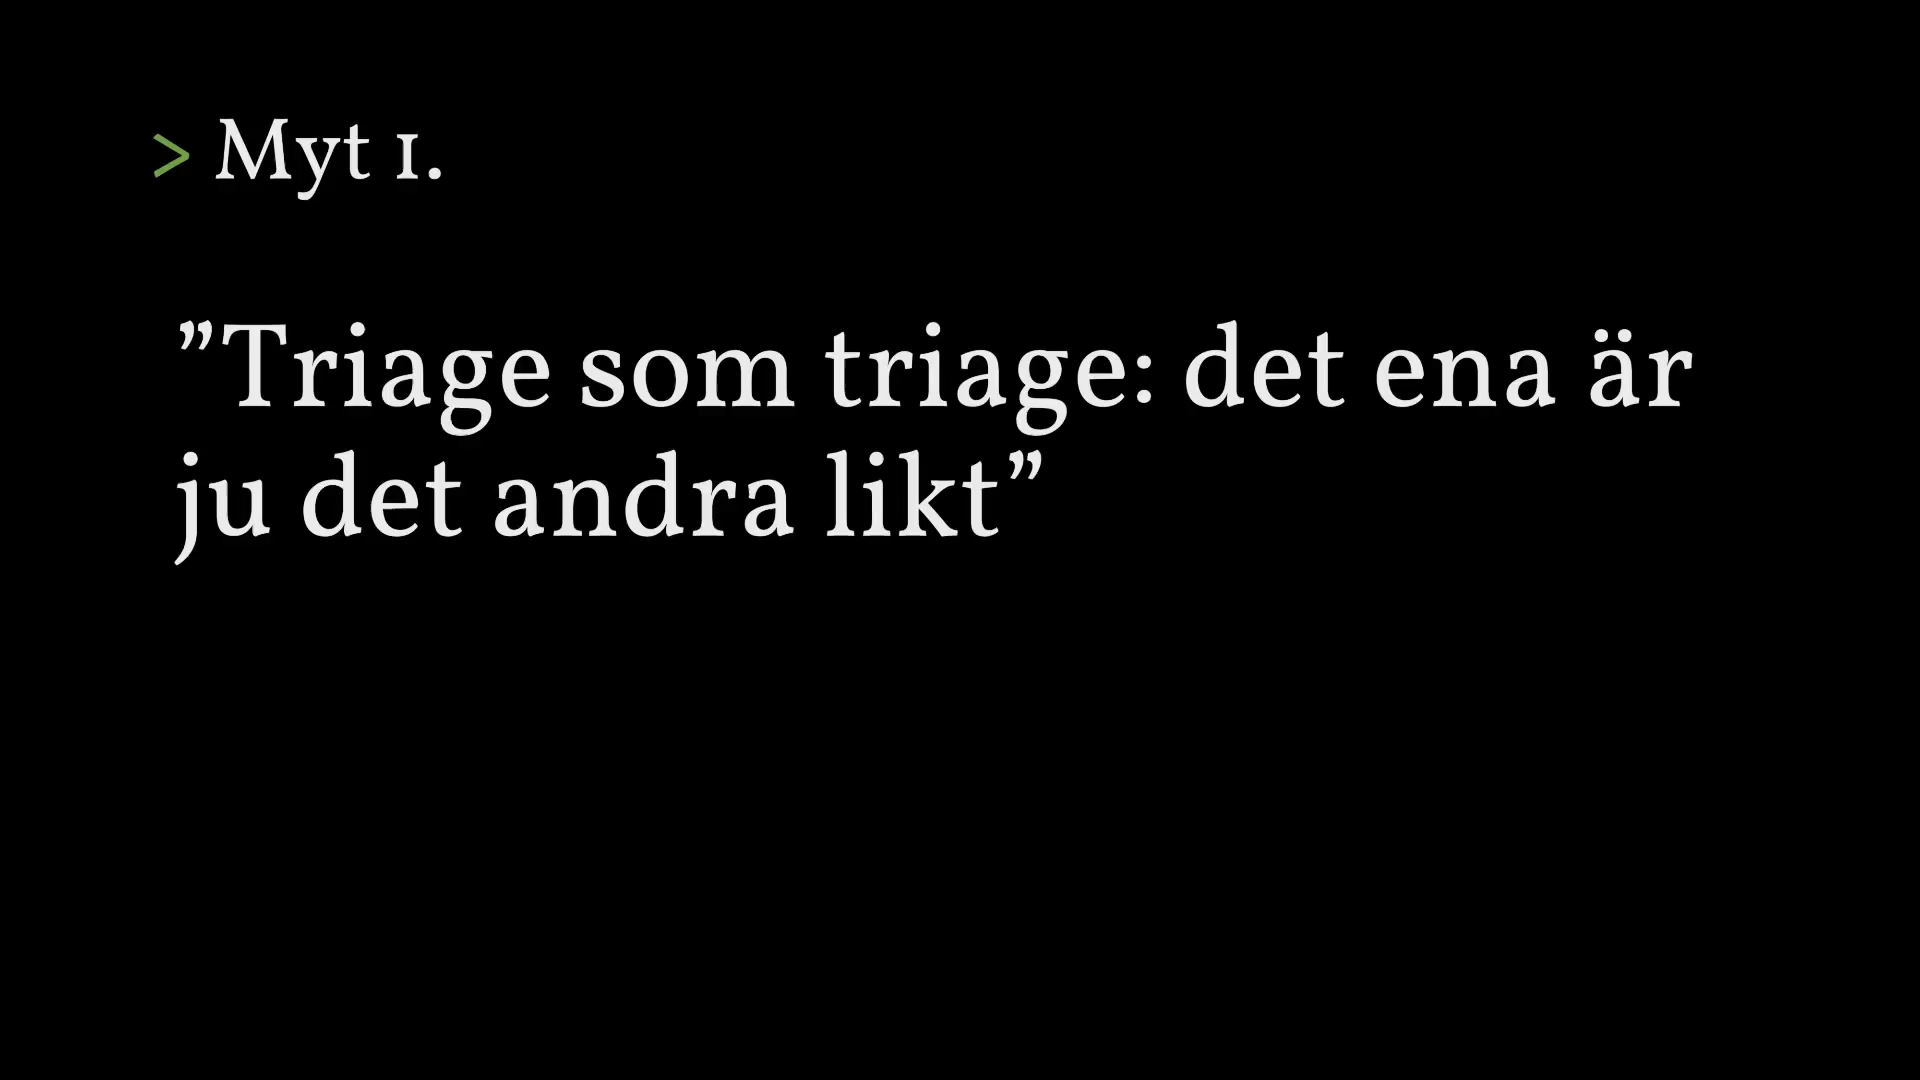 > Myt 1.
”Triage som triage: det ena är
ju det andra likt”